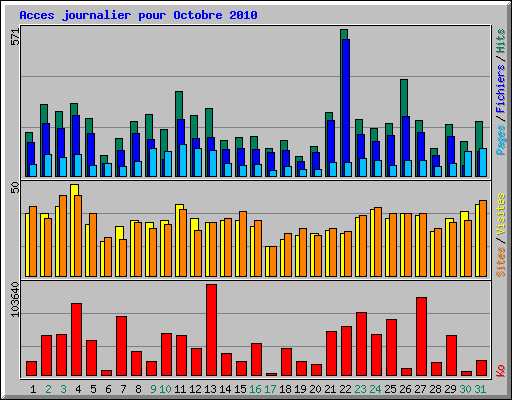 Acces journalier pour Octobre 2010
571
Pages / Fichiers / Hits
50
Sites / Visites
103640
Ko
1 2 3 4 5 6 7 8 9 10 11 12 13 14 15 16 17 18 19 20 21 22 23 24 25 26 27 28 29 30 31